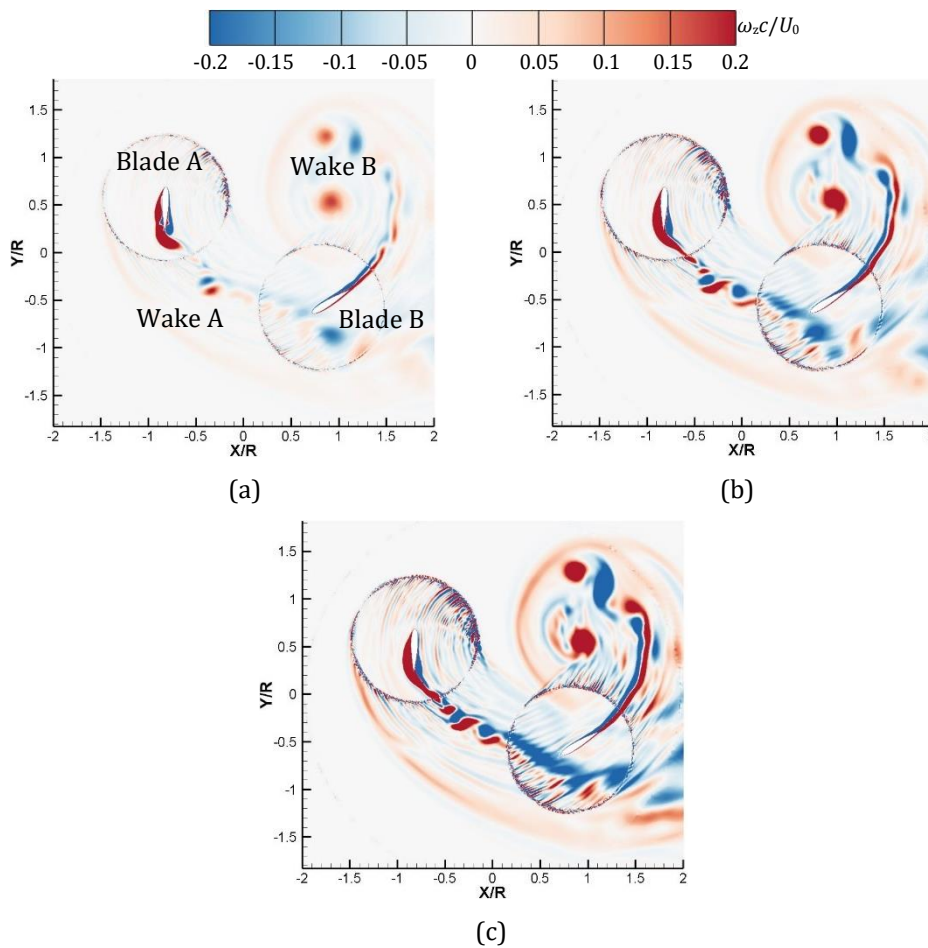 ωzc/U0
-0.2 -0.15 -0.1 -0.05 0 0.05 0.1 0.15 0.2
1.5
1
0.5
0
-0.5
-1
-1.5
Y/R
Blade A
Wake B
Wake A
Blade B
-2 -1.5 -1 -0.5 0 0.5 1 1.5 2
X/R
(a)
1.5
1
0.5
0
-0.5
-1
-1.5
Y/R
-2 -1.5 -1 -0.5 0 0.5 1 1.5
X/R
(b)
1.5
1
0.5
0
-0.5
-1
-1.5
Y/R
-2 -1.5 -1 -0.5 0 0.5 1 1.5 2
X/R
(c)